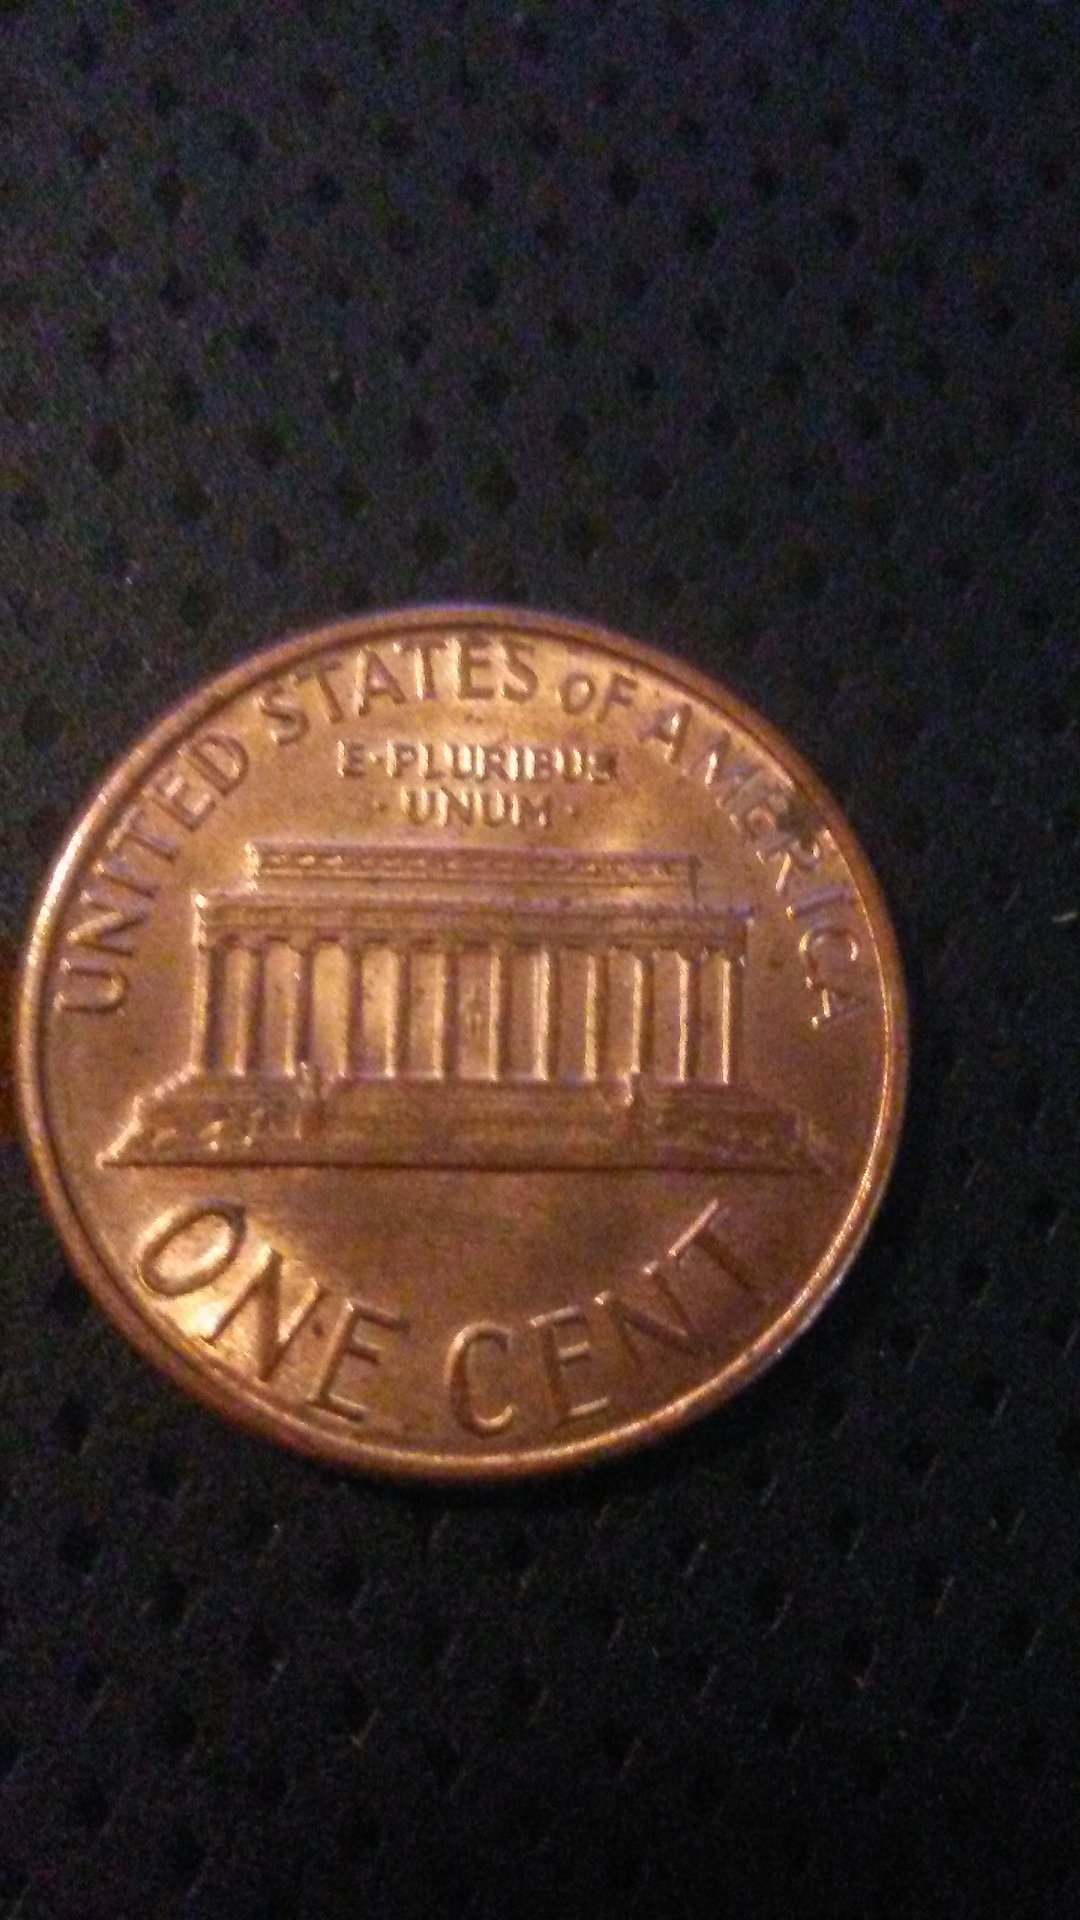 UNITED STATES OF AMERICA
E·PLURIBUS
·UNUM·
ONE CENT